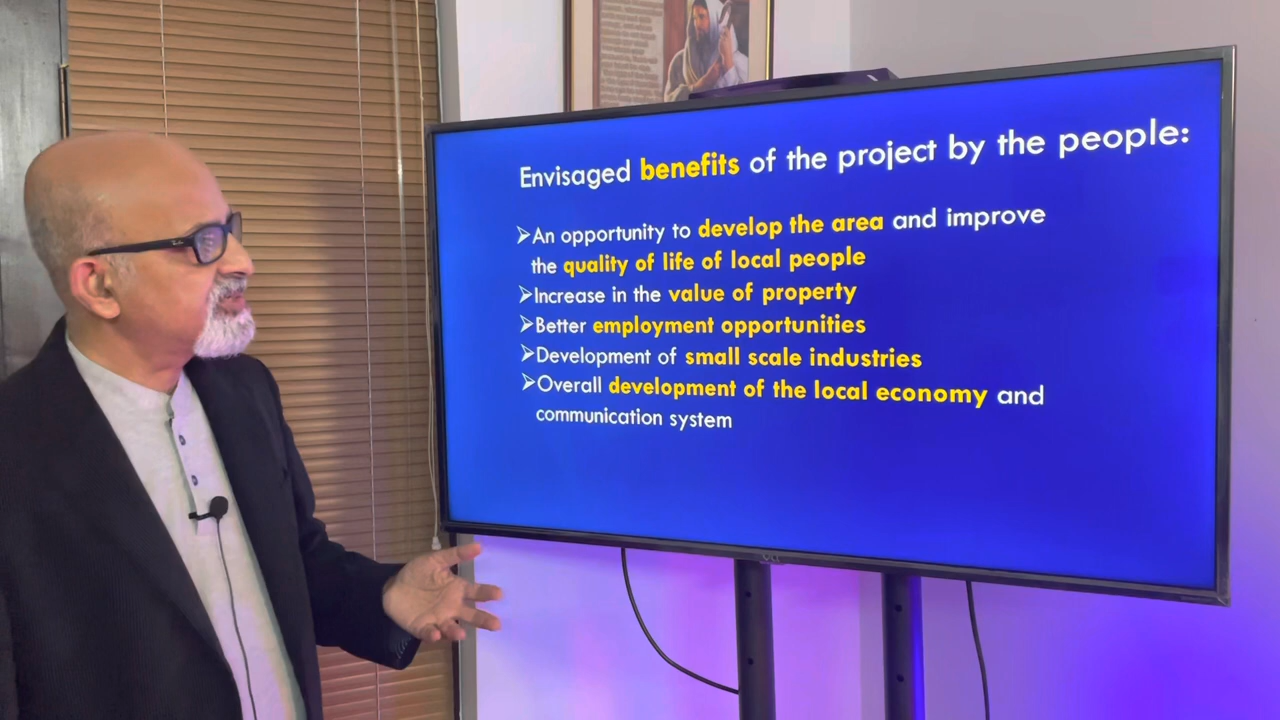 Envisaged benefits of the project by the people:
➢An opportunity to develop the area and improve
the quality of life of local people
➢Increase in the value of property
➢Better employment opportunities
➢Development of small scale industries
➢Overall development of the local economy and
communication system
Ray-Ban